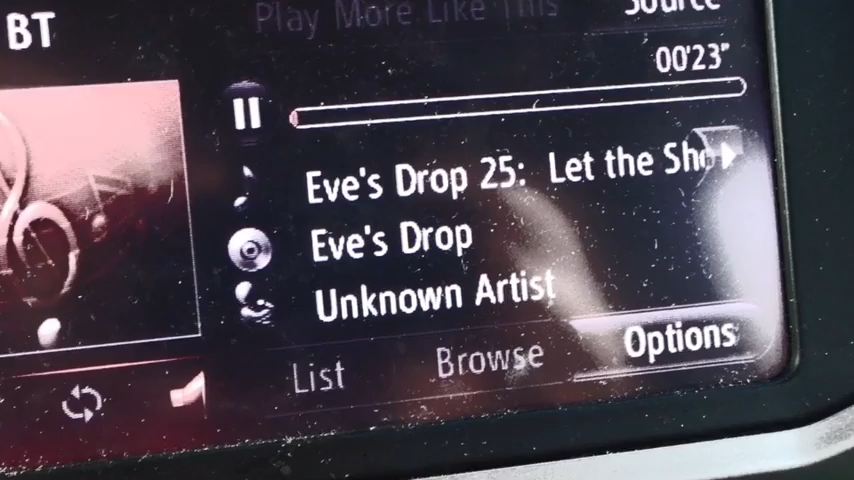 BT
Play More Like This
Source
00'23"
Eve's Drop 25: Let the Sho
Eve's Drop
Unknown Artist
List
Browse
Options